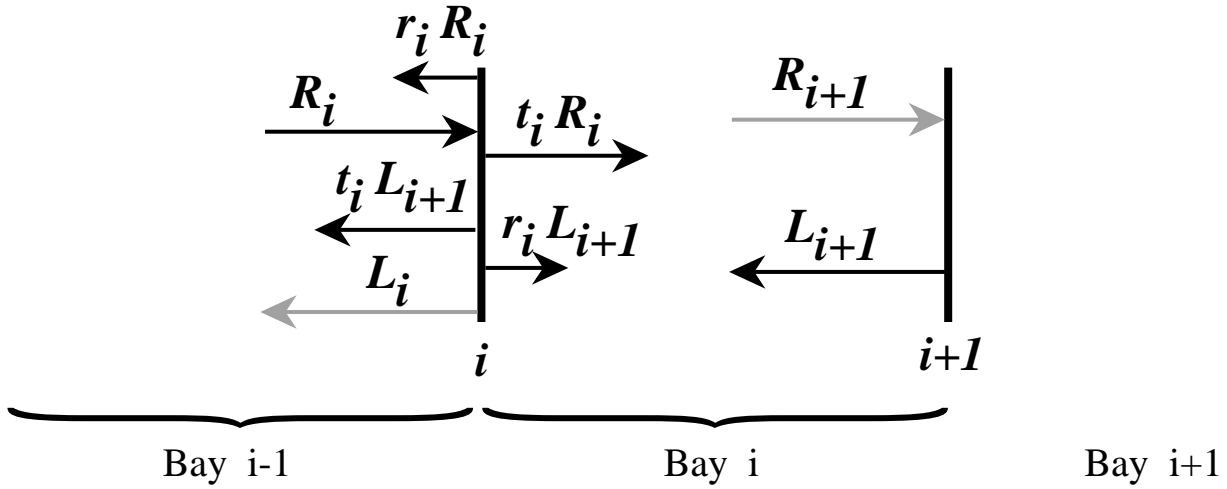 r_i R_i
R_i
t_i R_i
R_{i+1}
t_i L_{i+1}
r_i L_{i+1}
L_{i+1}
L_i
i
i+1
Bay i-1
Bay i
Bay i+1